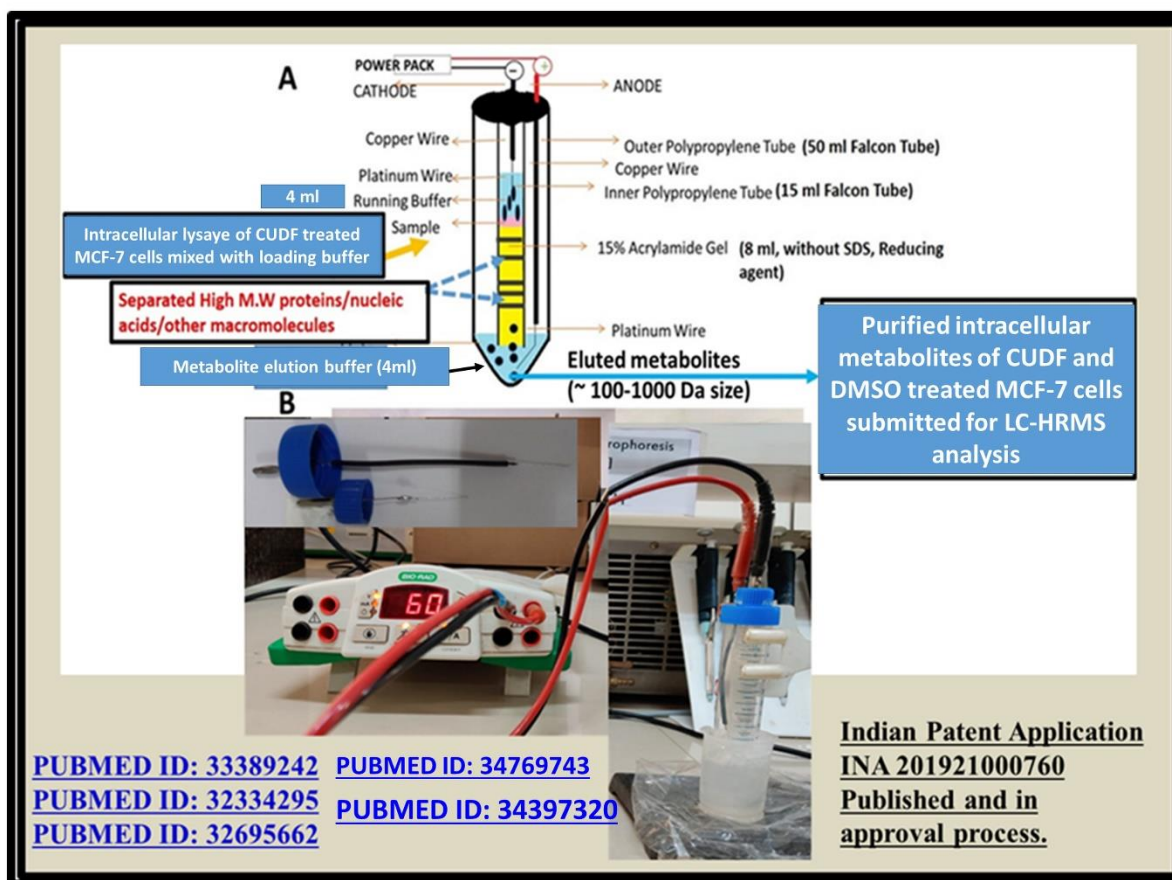 A
POWER PACK
−
+
CATHODE
ANODE
Copper Wire
Outer Polypropylene Tube (50 ml Falcon Tube)
Copper Wire
Platinum Wire
Inner Polypropylene Tube (15 ml Falcon Tube)
4 ml
Running Buffer
Sample
Intracellular lysaye of CUDF treated
MCF-7 cells mixed with loading buffer
15% Acrylamide Gel (8 ml, without SDS, Reducing
agent)
Separated High M.W proteins/nucleic
acids/other macromolecules
Platinum Wire
Metabolite elution buffer (4ml)
Eluted metabolites
(~ 100-1000 Da size)
Purified intracellular
metabolites of CUDF and
DMSO treated MCF-7 cells
submitted for LC-HRMS
analysis
B
rophoresis
BIO-RAD
60
A
PUBMED ID: 33389242
PUBMED ID: 32334295
PUBMED ID: 32695662
PUBMED ID: 34769743
PUBMED ID: 34397320
Indian Patent Application
INA 201921000760
Published and in
approval process.